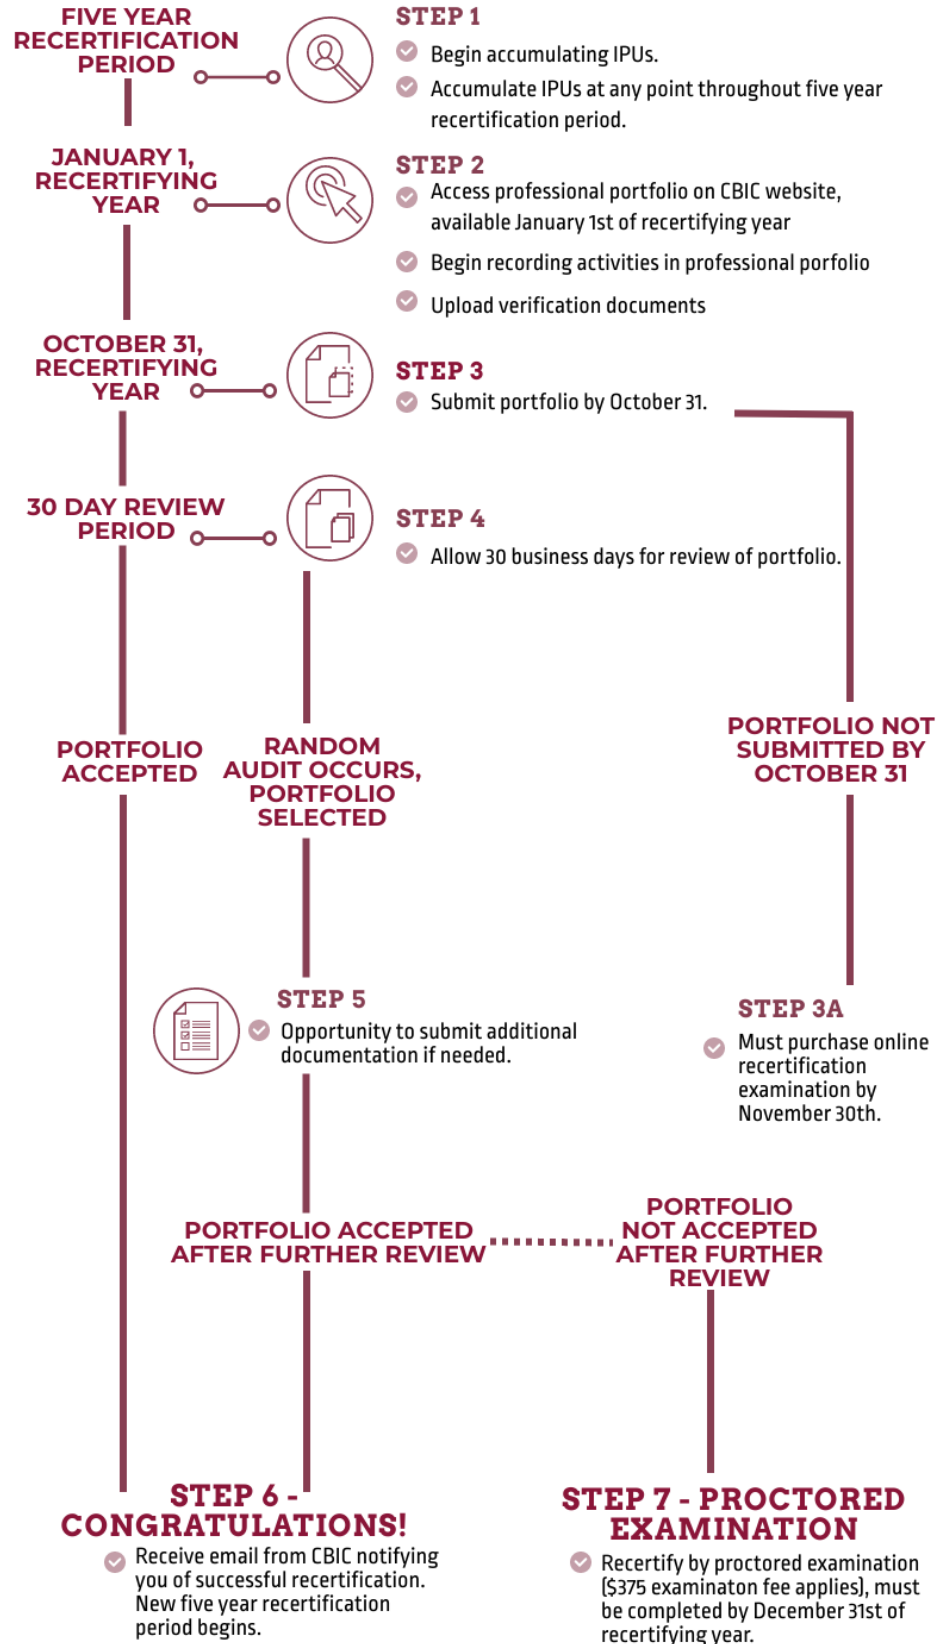 FIVE YEAR
RECERTIFICATION
PERIOD
STEP 1
Begin accumulating IPUs.
Accumulate IPUs at any point throughout five year
recertification period.
JANUARY 1,
RECERTIFYING
YEAR
STEP 2
Access professional portfolio on CBIC website,
available January 1st of recertifying year
Begin recording activities in professional porfolio
Upload verification documents
OCTOBER 31,
RECERTIFYING
YEAR
STEP 3
Submit portfolio by October 31.
30 DAY REVIEW
PERIOD
STEP 4
Allow 30 business days for review of portfolio.
PORTFOLIO
ACCEPTED
RANDOM
AUDIT OCCURS,
PORTFOLIO
SELECTED
PORTFOLIO NOT
SUBMITTED BY
OCTOBER 31
STEP 5
Opportunity to submit additional
documentation if needed.
STEP 3A
Must purchase online
recertification
examination by
November 30th.
PORTFOLIO ACCEPTED
AFTER FURTHER REVIEW
PORTFOLIO
NOT ACCEPTED
AFTER FURTHER
REVIEW
STEP 6 -
CONGRATULATIONS!
Receive email from CBIC notifying
you of successful recertification.
New five year recertification
period begins.
STEP 7 - PROCTORED
EXAMINATION
Recertify by proctored examination
($375 examinaton fee applies), must
be completed by December 31st of
recertifying year.